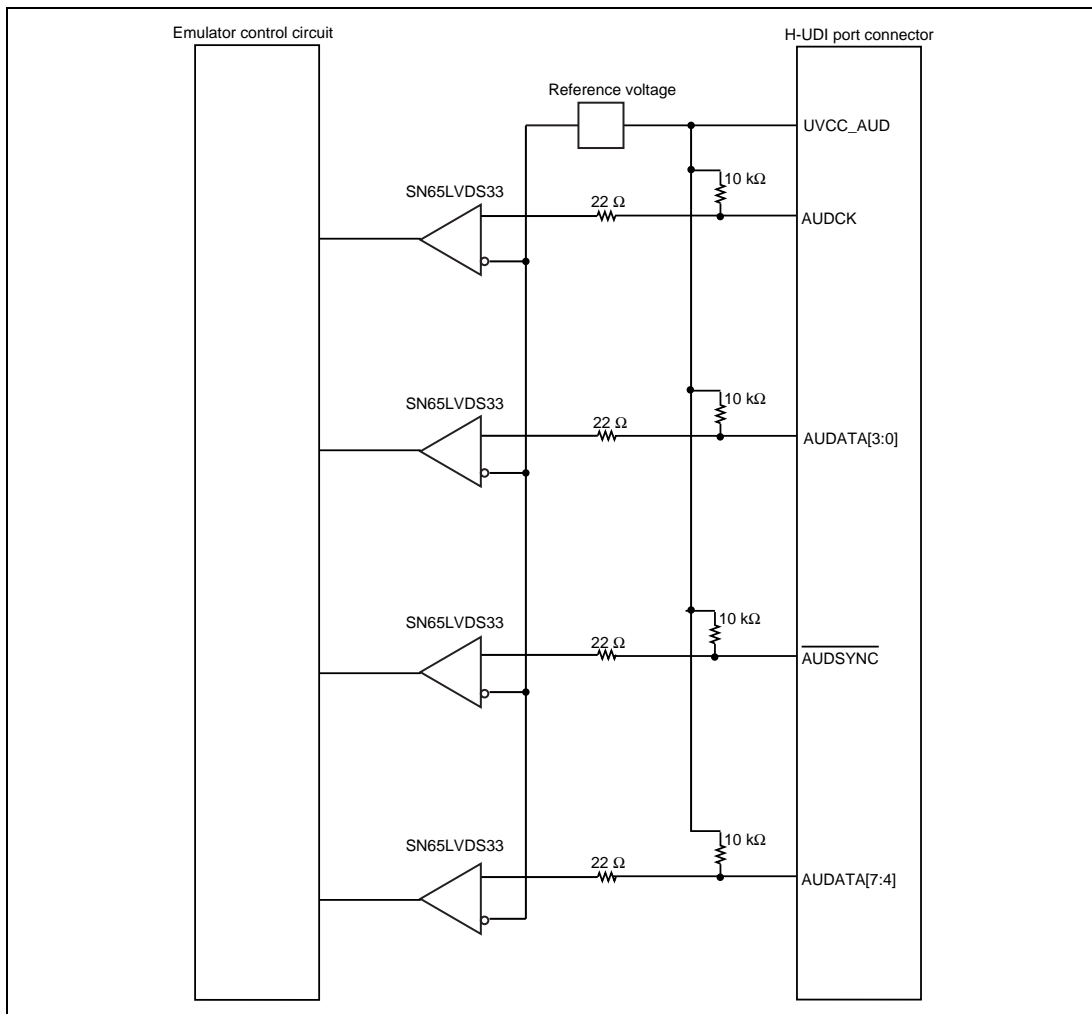 Emulator control circuit
H-UDI port connector
Reference voltage
UVCC_AUD
SN65LVDS33
22 Ω
10 kΩ
AUDCK
SN65LVDS33
22 Ω
10 kΩ
AUDATA[3:0]
SN65LVDS33
22 Ω
10 kΩ
AUDSYNC
SN65LVDS33
22 Ω
10 kΩ
AUDATA[7:4]